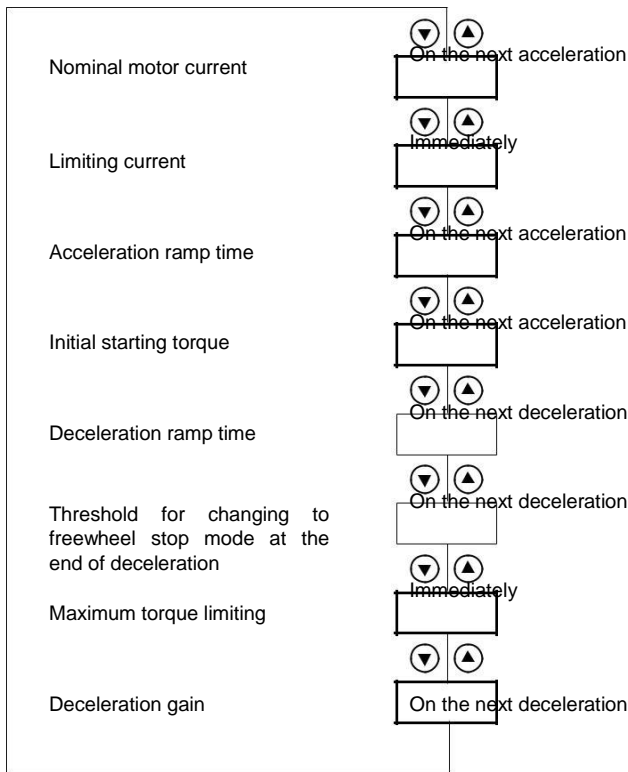 On the next acceleration
Nominal motor current
Immediately
Limiting current
On the next acceleration
Acceleration ramp time
On the next acceleration
Initial starting torque
On the next deceleration
Deceleration ramp time
On the next deceleration
Threshold for changing to
freewheel stop mode at the
end of deceleration
Immediately
Maximum torque limiting
Deceleration gain
On the next deceleration